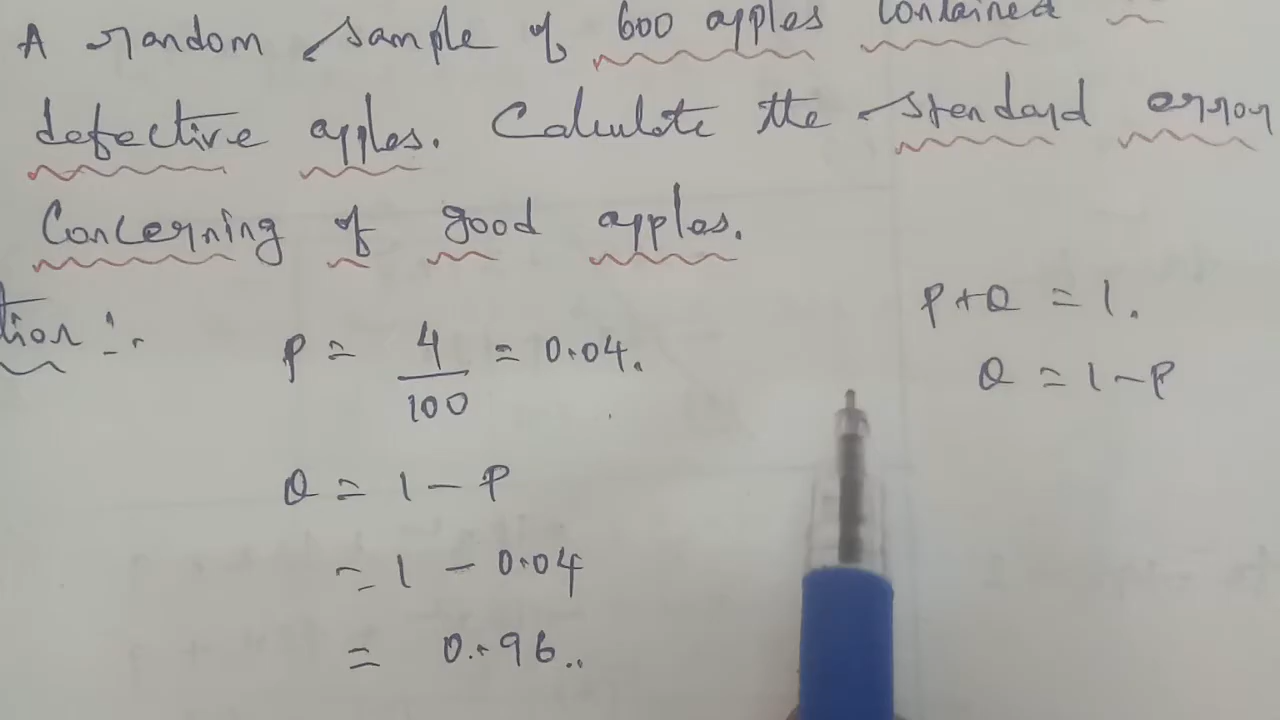 A random sample of 600 apples contained
defective apples. Calculate the standard error
Concerning of good apples.
tion :-
P + Q = 1.
P = 4/100 = 0.04.
Q = 1 - P
Q = 1 - P
= 1 - 0.04
= 0.96..